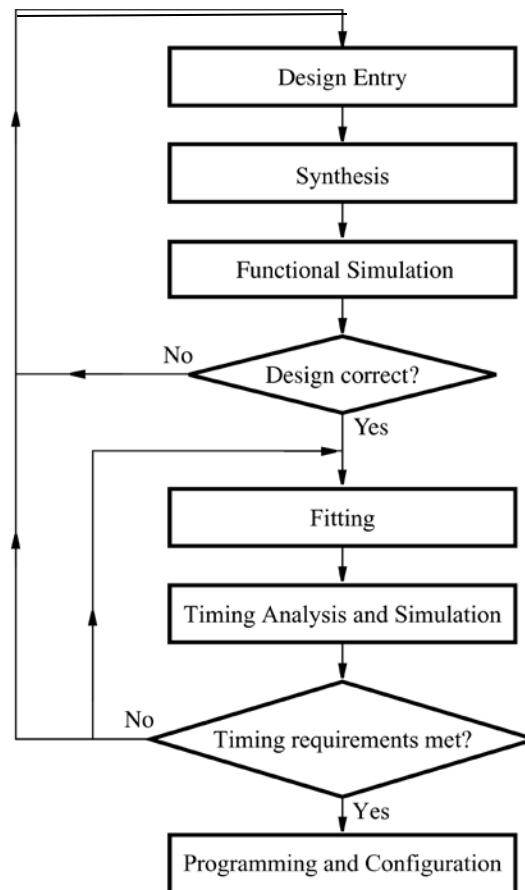 Design Entry
Synthesis
Functional Simulation
No
Design correct?
Yes
Fitting
Timing Analysis and Simulation
No
Timing requirements met?
Yes
Programming and Configuration